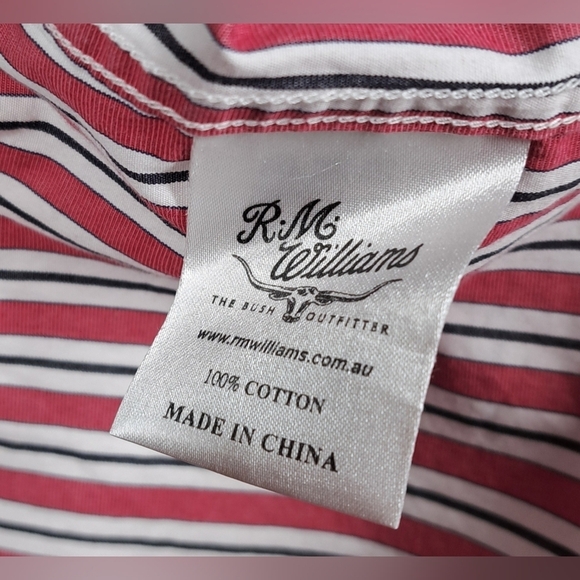 R.M.
Williams
THE BUSH OUTFITTER
www.rmwilliams.com.au
100% COTTON
MADE IN CHINA